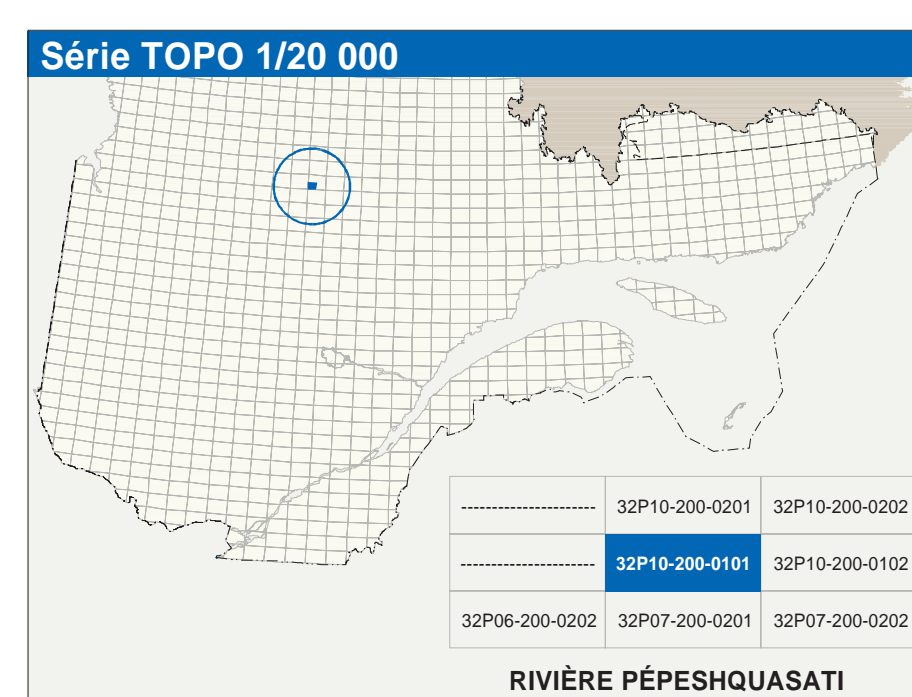 Série TOPO 1/20 000
--------------------- 32P10-200-0201 32P10-200-0202
--------------------- 32P10-200-0101 32P10-200-0102
32P06-200-0202 32P07-200-0201 32P07-200-0202
RIVIÈRE PÉPESHQUASATI